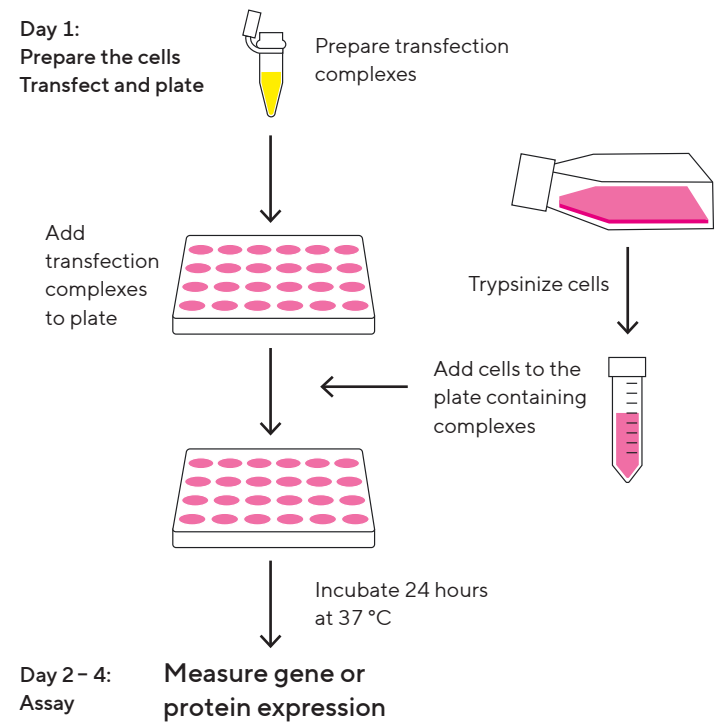 Day 1:
Prepare the cells
Transfect and plate
Prepare transfection
complexes
Add
transfection
complexes
to plate
Trypsinize cells
Add cells to the
plate containing
complexes
Incubate 24 hours
at 37 °C
Day 2 – 4:
Assay
Measure gene or
protein expression